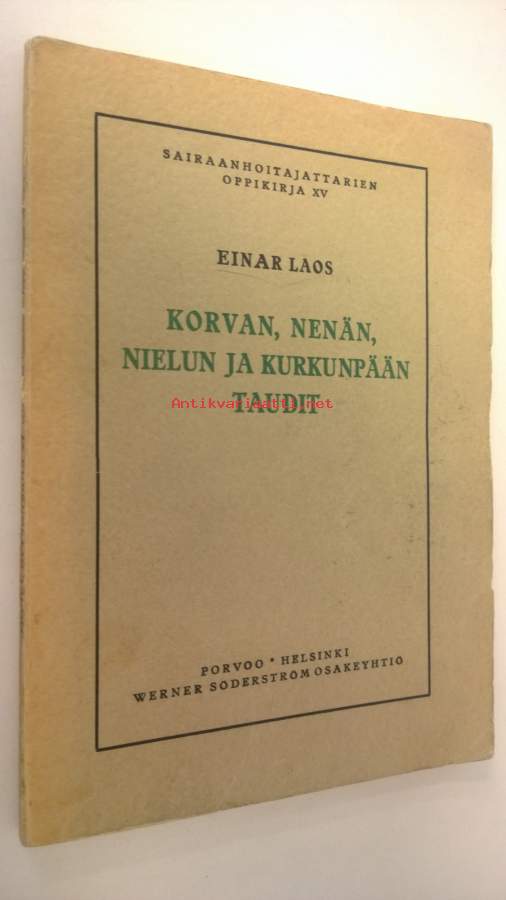 SAIRAANHOITAJATTARIEN
OPPIKIRJA XV
EINAR LAOS
KORVAN, NENÄN,
NIELUN JA KURKUNPÄÄN
TAUDIT
Antikvariaatti.net
PORVOO • HELSINKI
WERNER SÖDERSTRÖM OSAKEYHTIÖ